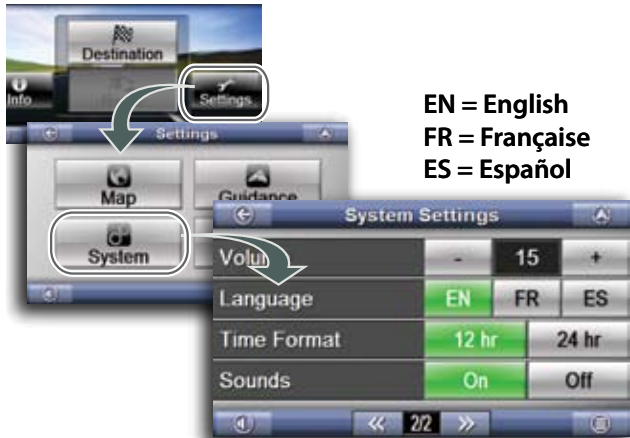 Destination
Info
Settings
EN = English
FR = Française
ES = Español
Settings
Map
Guidance
System
System Settings
Volume
- 15 +
Language
EN FR ES
Time Format
12 hr 24 hr
Sounds
On Off
2/2